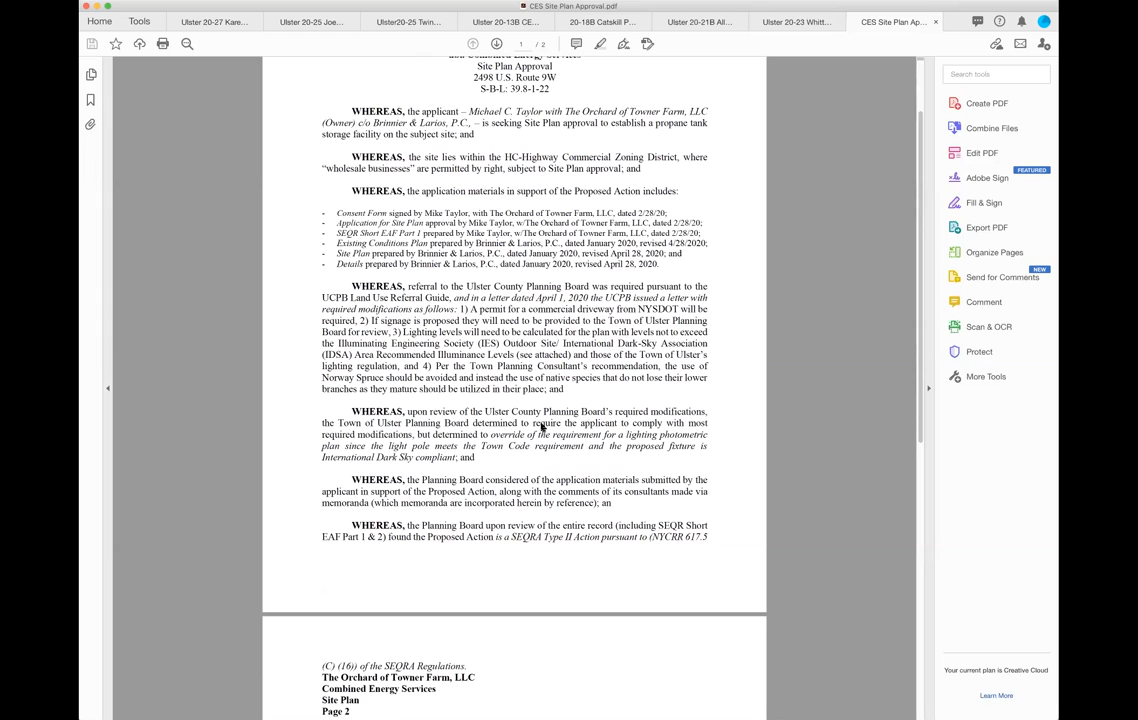 CES Site Plan Approval.pdf
Home
Tools
Ulster 20-27 Kare...
Ulster 20-25 Joe...
Ulster20-25 Twin...
Ulster 20-13B CE...
20-18B Catskill P...
Ulster 20-21B All...
Ulster 20-23 Whitt...
CES Site Plan Ap... ×
1 / 2
Site Plan Approval
2498 U.S. Route 9W
S-B-L: 39.8-1-22
WHEREAS, the applicant – Michael C. Taylor with The Orchard of Towner Farm, LLC
(Owner) c/o Brinnier & Larios, P.C., – is seeking Site Plan approval to establish a propane tank
storage facility on the subject site; and
WHEREAS, the site lies within the HC-Highway Commercial Zoning District, where
“wholesale businesses” are permitted by right, subject to Site Plan approval; and
WHEREAS, the application materials in support of the Proposed Action includes:
- Consent Form signed by Mike Taylor, with The Orchard of Towner Farm, LLC, dated 2/28/20;
- Application for Site Plan approval by Mike Taylor, w/The Orchard of Towner Farm, LLC, dated 2/28/20;
- SEQR Short EAF Part 1 prepared by Mike Taylor, w/The Orchard of Towner Farm, LLC, dated 2/28/20;
- Existing Conditions Plan prepared by Brinnier & Larios, P.C., dated January 2020, revised 4/28/2020;
- Site Plan prepared by Brinnier & Larios, P.C., dated January 2020, revised April 28, 2020; and
- Details prepared by Brinnier & Larios, P.C., dated January 2020, revised April 28, 2020.
WHEREAS, referral to the Ulster County Planning Board was required pursuant to the
UCPB Land Use Referral Guide, and in a letter dated April 1, 2020 the UCPB issued a letter with
required modifications as follows: 1) A permit for a commercial driveway from NYSDOT will be
required, 2) If signage is proposed they will need to be provided to the Town of Ulster Planning
Board for review, 3) Lighting levels will need to be calculated for the plan with levels not to exceed
the Illuminating Engineering Society (IES) Outdoor Site/ International Dark-Sky Association
(IDSA) Area Recommended Illuminance Levels (see attached) and those of the Town of Ulster’s
lighting regulation, and 4) Per the Town Planning Consultant’s recommendation, the use of
Norway Spruce should be avoided and instead the use of native species that do not lose their lower
branches as they mature should be utilized in their place; and
WHEREAS, upon review of the Ulster County Planning Board’s required modifications,
the Town of Ulster Planning Board determined to require the applicant to comply with most
required modifications, but determined to override of the requirement for a lighting photometric
plan since the light pole meets the Town Code requirement and the proposed fixture is
International Dark Sky compliant; and
WHEREAS, the Planning Board considered of the application materials submitted by the
applicant in support of the Proposed Action, along with the comments of its consultants made via
memoranda (which memoranda are incorporated herein by reference); an
WHEREAS, the Planning Board upon review of the entire record (including SEQR Short
EAF Part 1 & 2) found the Proposed Action is a SEQRA Type II Action pursuant to (NYCRR 617.5
(C) (16)) of the SEQRA Regulations.
The Orchard of Towner Farm, LLC
Combined Energy Services
Site Plan
Page 2
Search tools
Create PDF
Combine Files
Edit PDF
FEATURED
Adobe Sign
Fill & Sign
Export PDF
Organize Pages
NEW
Send for Comments
Comment
Scan & OCR
Protect
More Tools
Your current plan is Creative Cloud
Learn More